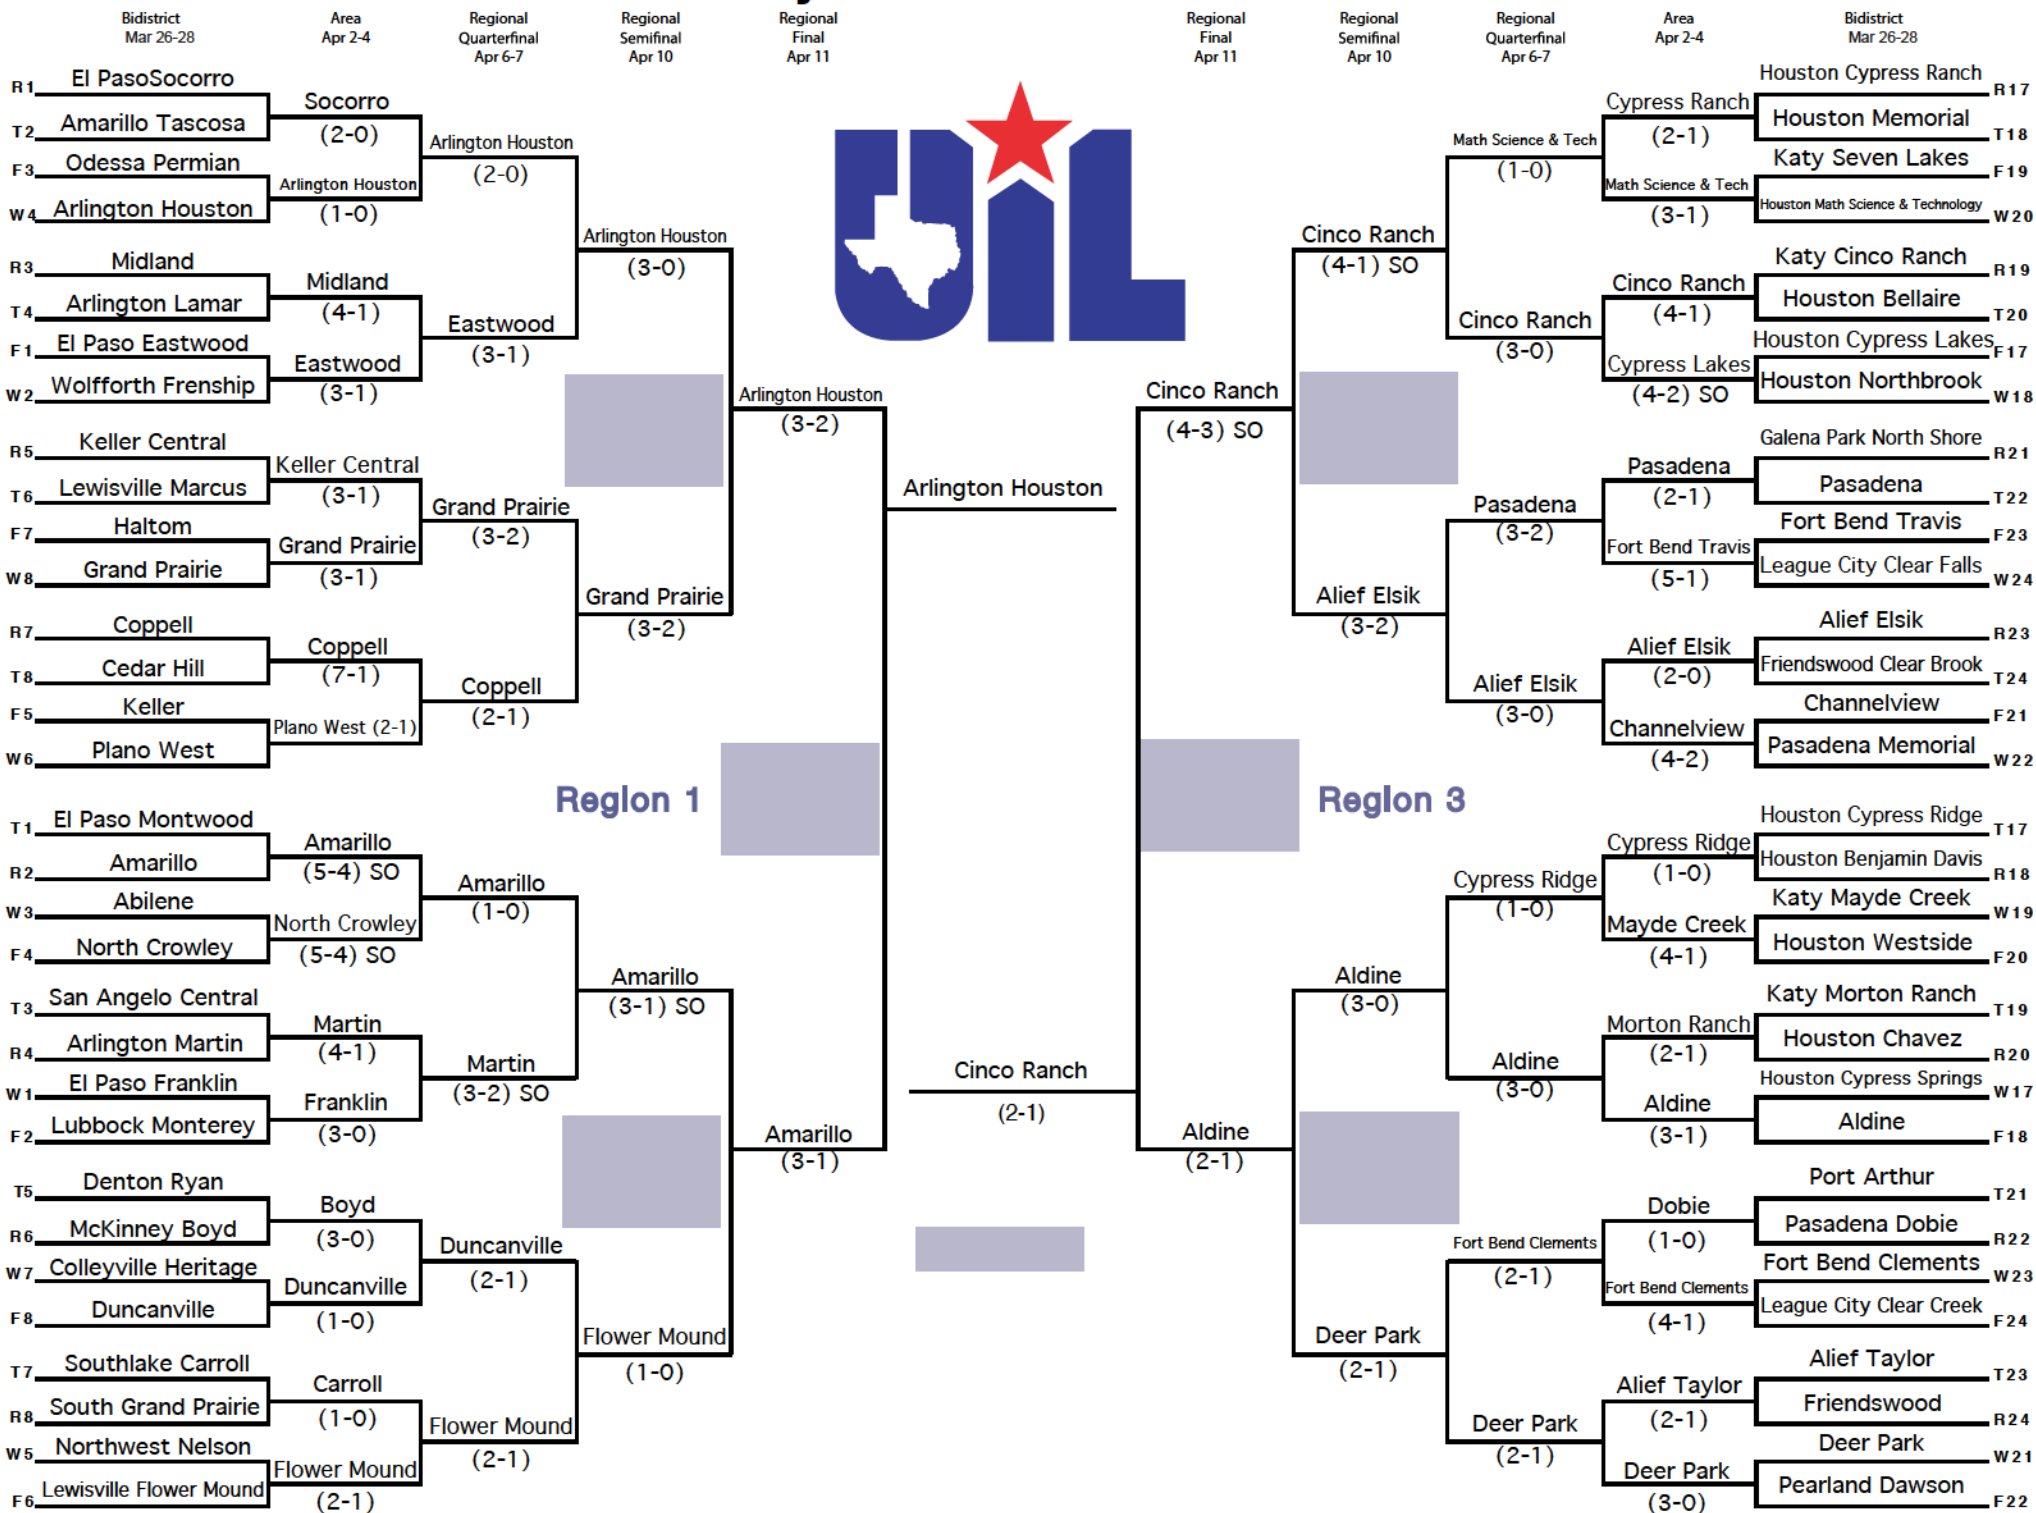 Bidistrict
Mar 26-28
Area
Apr 2-4
Regional
Quarterfinal
Apr 6-7
Regional
Semifinal
Apr 10
Regional
Final
Apr 11
Regional
Final
Apr 11
Regional
Semifinal
Apr 10
Regional
Quarterfinal
Apr 6-7
Area
Apr 2-4
Bidistrict
Mar 26-28
R1 El PasoSocorro
T2 Amarillo Tascosa
F3 Odessa Permian
W4 Arlington Houston
R3 Midland
T4 Arlington Lamar
F1 El Paso Eastwood
W2 Wolfforth Frenship
R5 Keller Central
T6 Lewisville Marcus
F7 Haltom
W8 Grand Prairie
R7 Coppell
T8 Cedar Hill
F5 Keller
W6 Plano West
T1 El Paso Montwood
R2 Amarillo
W3 Abilene
F4 North Crowley
T3 San Angelo Central
R4 Arlington Martin
W1 El Paso Franklin
F2 Lubbock Monterey
T5 Denton Ryan
R6 McKinney Boyd
W7 Colleyville Heritage
F8 Duncanville
T7 Southlake Carroll
R8 South Grand Prairie
W5 Northwest Nelson
F6 Lewisville Flower Mound
Socorro
(2-0)
Arlington Houston
(1-0)
Midland
(4-1)
Eastwood
(3-1)
Keller Central
(3-1)
Grand Prairie
(3-1)
Coppell
(7-1)
Plano West (2-1)
Amarillo
(5-4) SO
North Crowley
(5-4) SO
Martin
(4-1)
Franklin
(3-0)
Boyd
(3-0)
Duncanville
(1-0)
Carroll
(1-0)
Flower Mound
(2-1)
Arlington Houston
(2-0)
Eastwood
(3-1)
Grand Prairie
(3-2)
Coppell
(2-1)
Amarillo
(1-0)
Martin
(3-2) SO
Duncanville
(2-1)
Flower Mound
(2-1)
Arlington Houston
(3-0)
Grand Prairie
(3-2)
Region 1
Amarillo
(3-1) SO
Flower Mound
(1-0)
Arlington Houston
(3-2)
Amarillo
(3-1)
UIL
Arlington Houston
Cinco Ranch
(2-1)
Cinco Ranch
(4-3) SO
Aldine
(2-1)
Cinco Ranch
(4-1) SO
Alief Elsik
(3-2)
Region 3
Aldine
(3-0)
Deer Park
(2-1)
Math Science & Tech
(1-0)
Cinco Ranch
(3-0)
Pasadena
(3-2)
Alief Elsik
(3-0)
Cypress Ridge
(1-0)
Aldine
(3-0)
Fort Bend Clements
(2-1)
Deer Park
(2-1)
Cypress Ranch
(2-1)
Math Science & Tech
(3-1)
Cinco Ranch
(4-1)
Cypress Lakes
(4-2) SO
Pasadena
(2-1)
Fort Bend Travis
(5-1)
Alief Elsik
(2-0)
Channelview
(4-2)
Cypress Ridge
(1-0)
Mayde Creek
(4-1)
Morton Ranch
(2-1)
Aldine
(3-1)
Dobie
(1-0)
Fort Bend Clements
(4-1)
Alief Taylor
(2-1)
Deer Park
(3-0)
Houston Cypress Ranch R17
Houston Memorial T18
Katy Seven Lakes F19
Houston Math Science & Technology W20
Katy Cinco Ranch R19
Houston Bellaire T20
Houston Cypress Lakes F17
Houston Northbrook W18
Galena Park North Shore R21
Pasadena T22
Fort Bend Travis F23
League City Clear Falls W24
Alief Elsik R23
Friendswood Clear Brook T24
Channelview F21
Pasadena Memorial W22
Houston Cypress Ridge T17
Houston Benjamin Davis R18
Katy Mayde Creek W19
Houston Westside F20
Katy Morton Ranch T19
Houston Chavez R20
Houston Cypress Springs W17
Aldine F18
Port Arthur T21
Pasadena Dobie R22
Fort Bend Clements W23
League City Clear Creek F24
Alief Taylor T23
Friendswood R24
Deer Park W21
Pearland Dawson F22